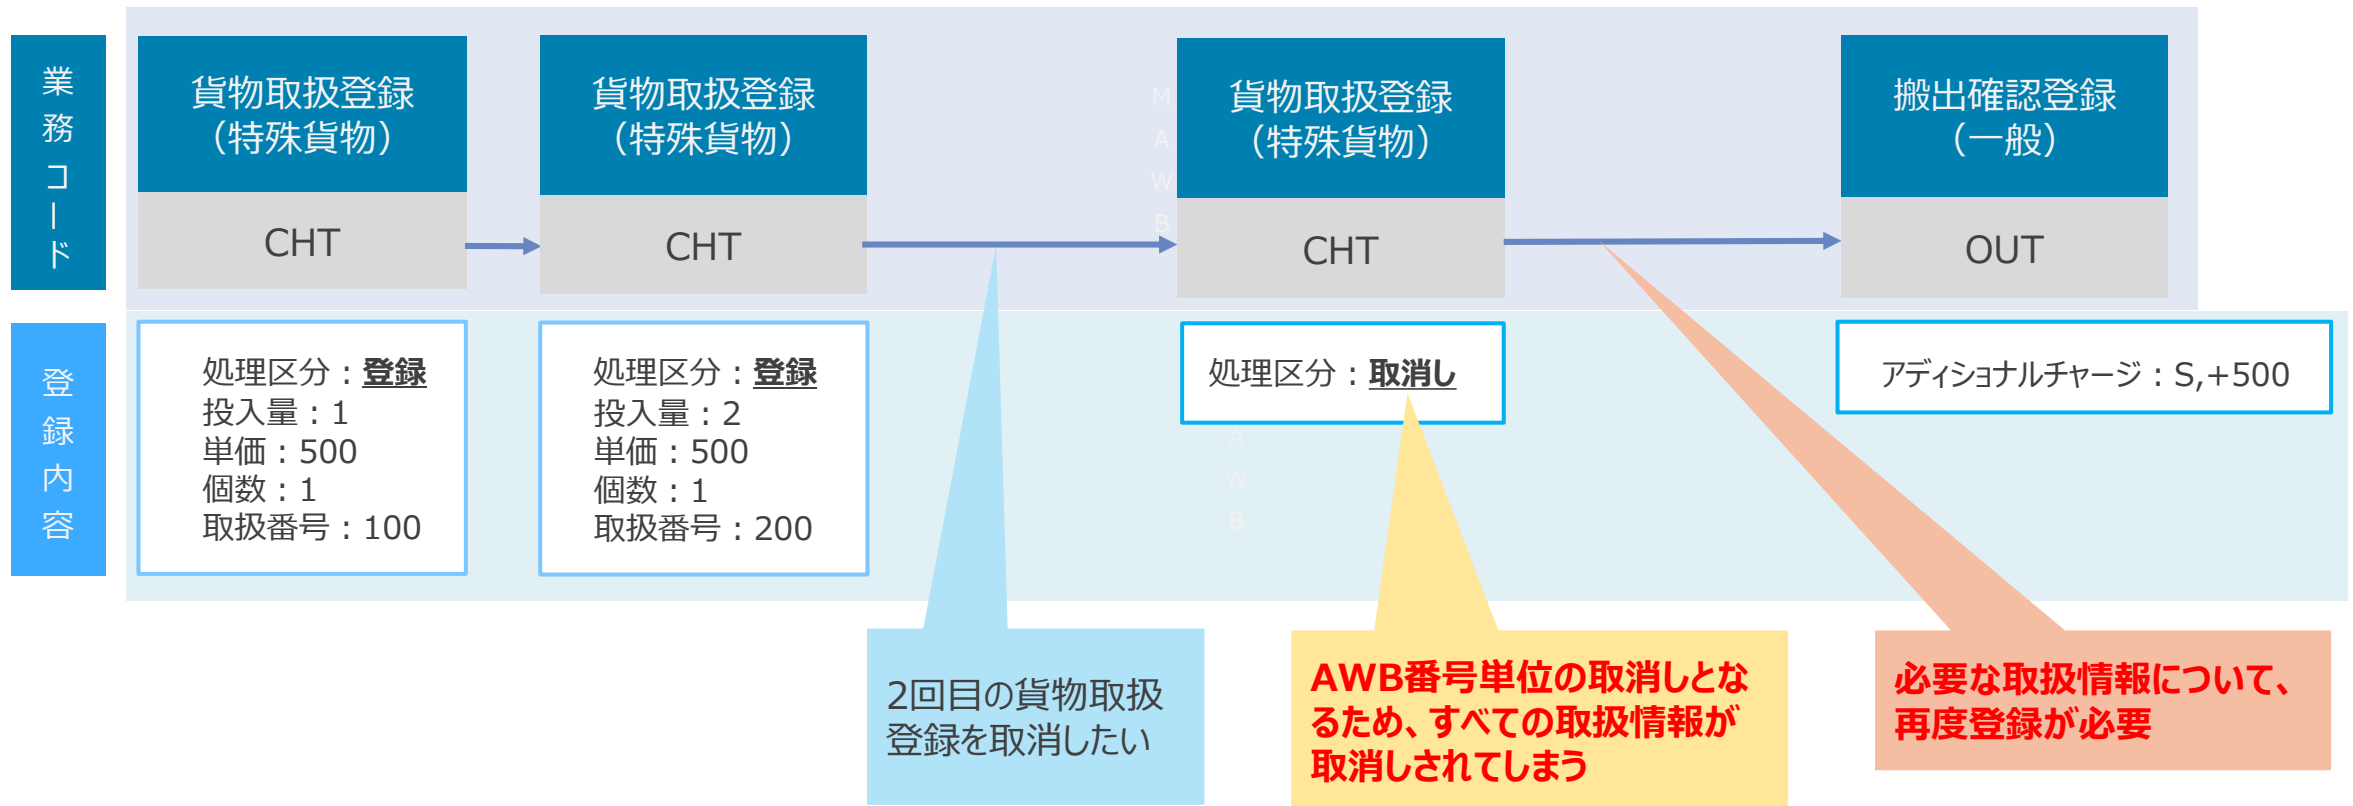 業務コード
貨物取扱登録
（特殊貨物）
CHT
貨物取扱登録
（特殊貨物）
CHT
MAWB
貨物取扱登録
（特殊貨物）
CHT
搬出確認登録
（一般）
OUT
登録内容
処理区分：登録
投入量：1
単価：500
個数：1
取扱番号：100
処理区分：登録
投入量：2
単価：500
個数：1
取扱番号：200
処理区分：取消し
AWB
アディショナルチャージ：S,+500
2回目の貨物取扱
登録を取消したい
AWB番号単位の取消しとな
るため、すべての取扱情報が
取消しされてしまう
必要な取扱情報について、
再度登録が必要